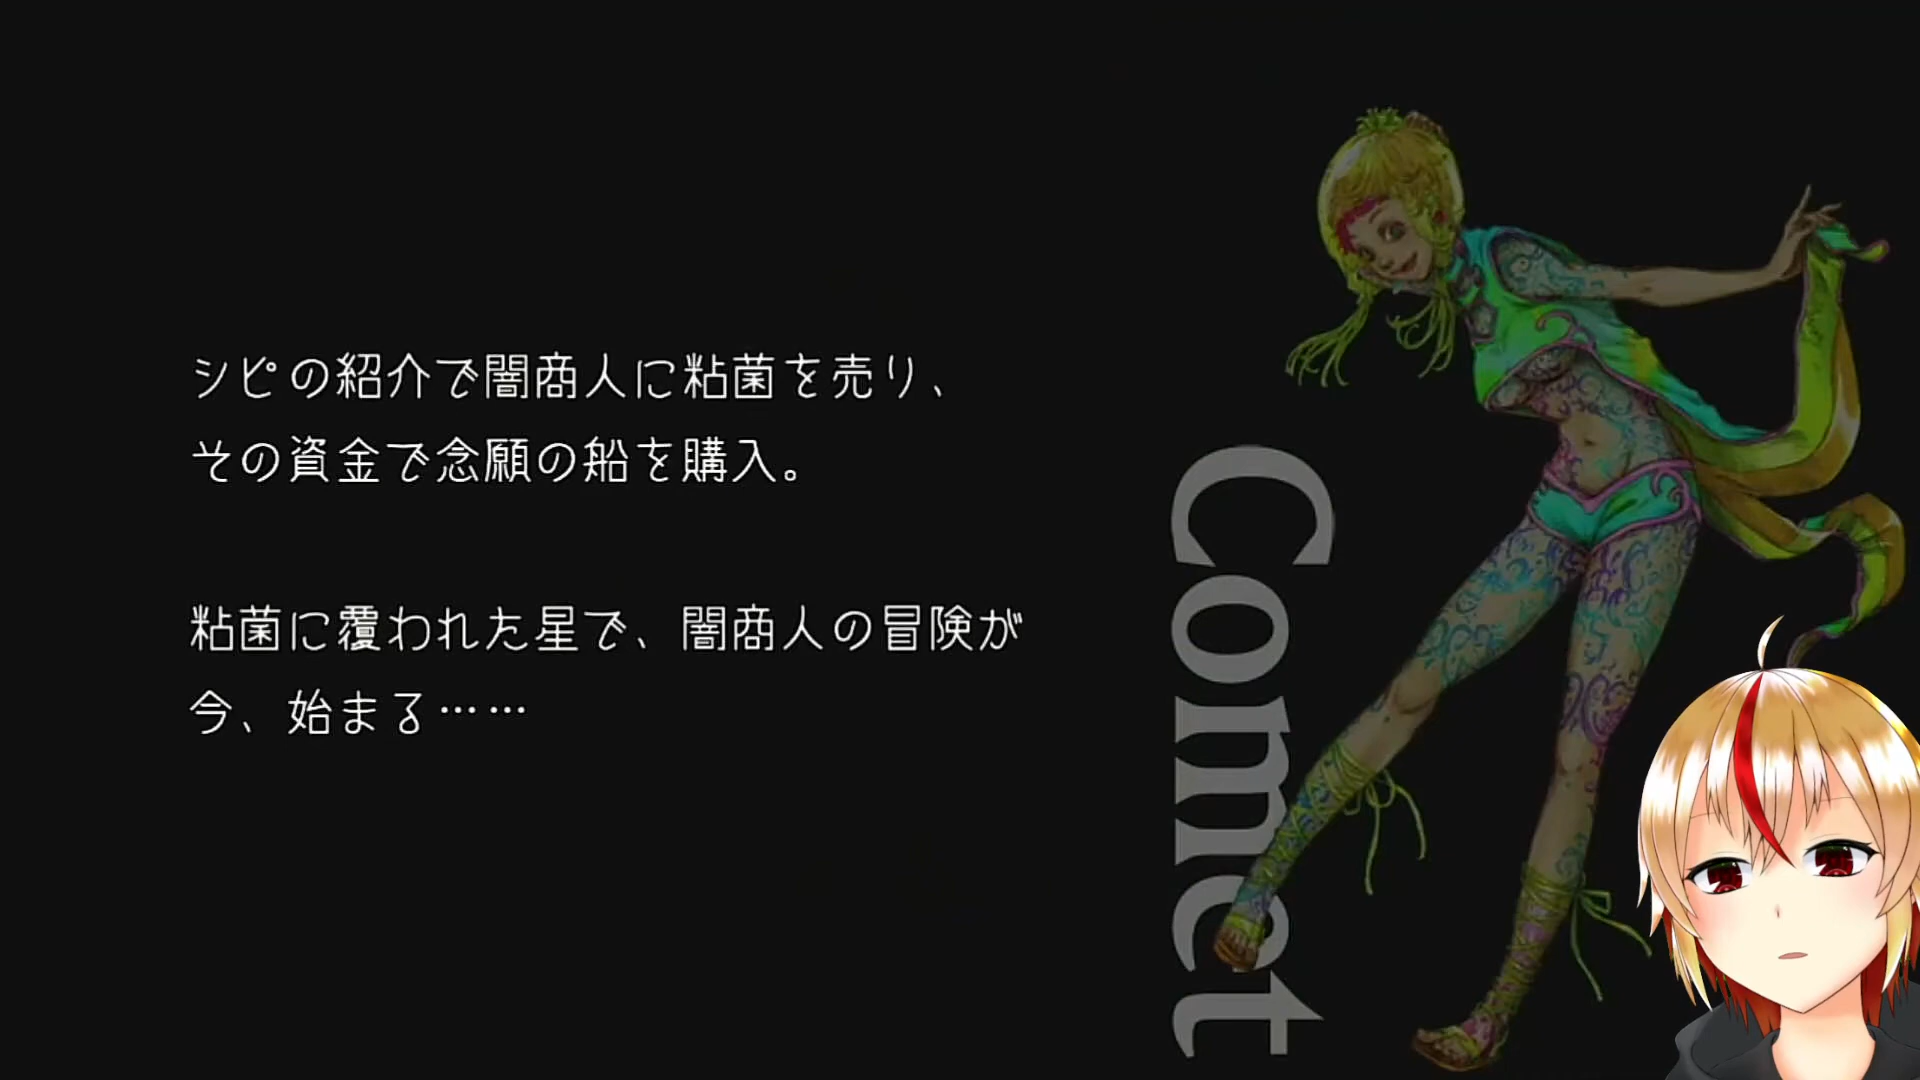 シピの紹介で闇商人に粘菌を売り、
その資金で念願の船を購入。
粘菌に覆われた星で、闇商人の冒険が
今、始まる……
Comet